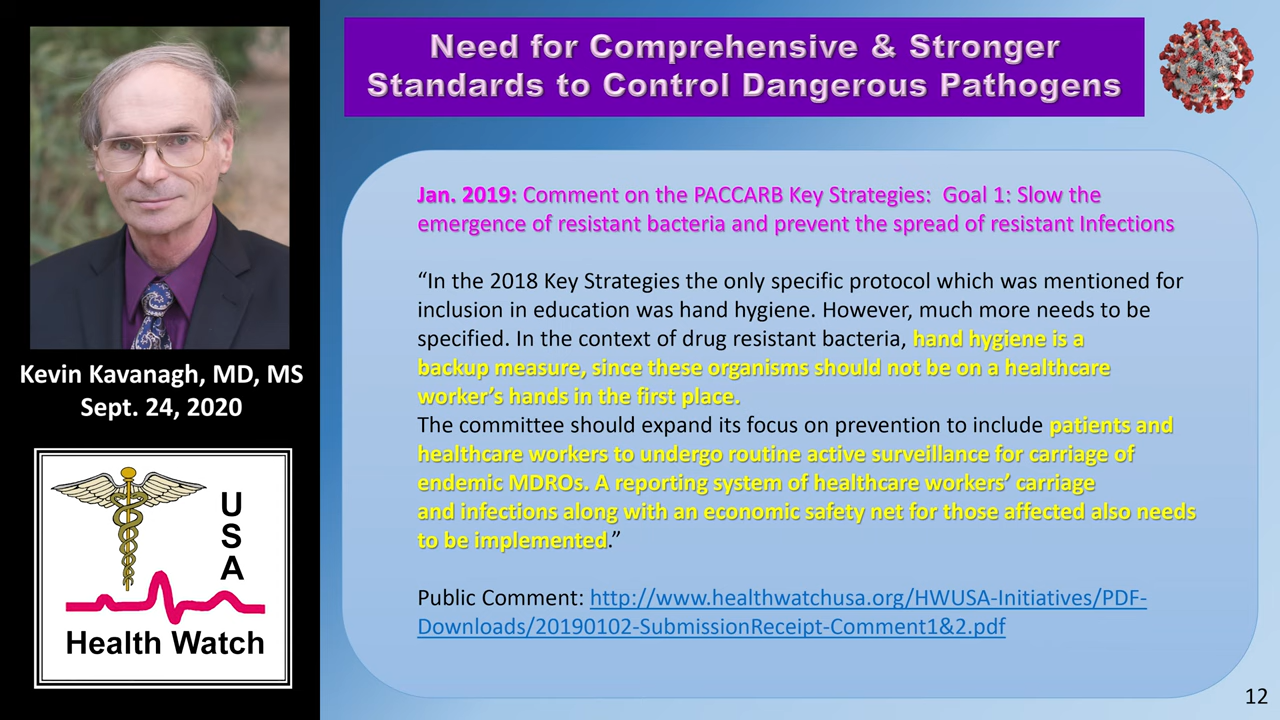 Need for Comprehensive & Stronger
Standards to Control Dangerous Pathogens
Kevin Kavanagh, MD, MS
Sept. 24, 2020
USA
Health Watch
Jan. 2019: Comment on the PACCARB Key Strategies:  Goal 1: Slow the
emergence of resistant bacteria and prevent the spread of resistant Infections
“In the 2018 Key Strategies the only specific protocol which was mentioned for
inclusion in education was hand hygiene. However, much more needs to be
specified. In the context of drug resistant bacteria, hand hygiene is a
backup measure, since these organisms should not be on a healthcare
worker’s hands in the first place.
The committee should expand its focus on prevention to include patients and
healthcare workers to undergo routine active surveillance for carriage of
endemic MDROs. A reporting system of healthcare workers’ carriage
and infections along with an economic safety net for those affected also needs
to be implemented.”
Public Comment: http://www.healthwatchusa.org/HWUSA-Initiatives/PDF-
Downloads/20190102-SubmissionReceipt-Comment1&2.pdf
12